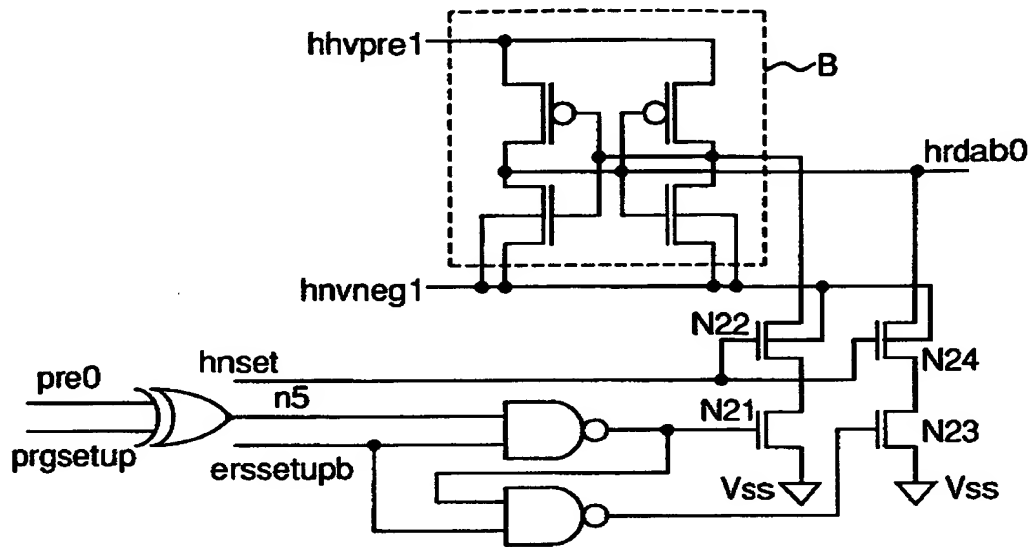 hhvpre1
B
hrdab0
hnvneg1
N22
hnset
N24
pre0
n5
N21
N23
prgsetup
erssetupb
Vss
Vss